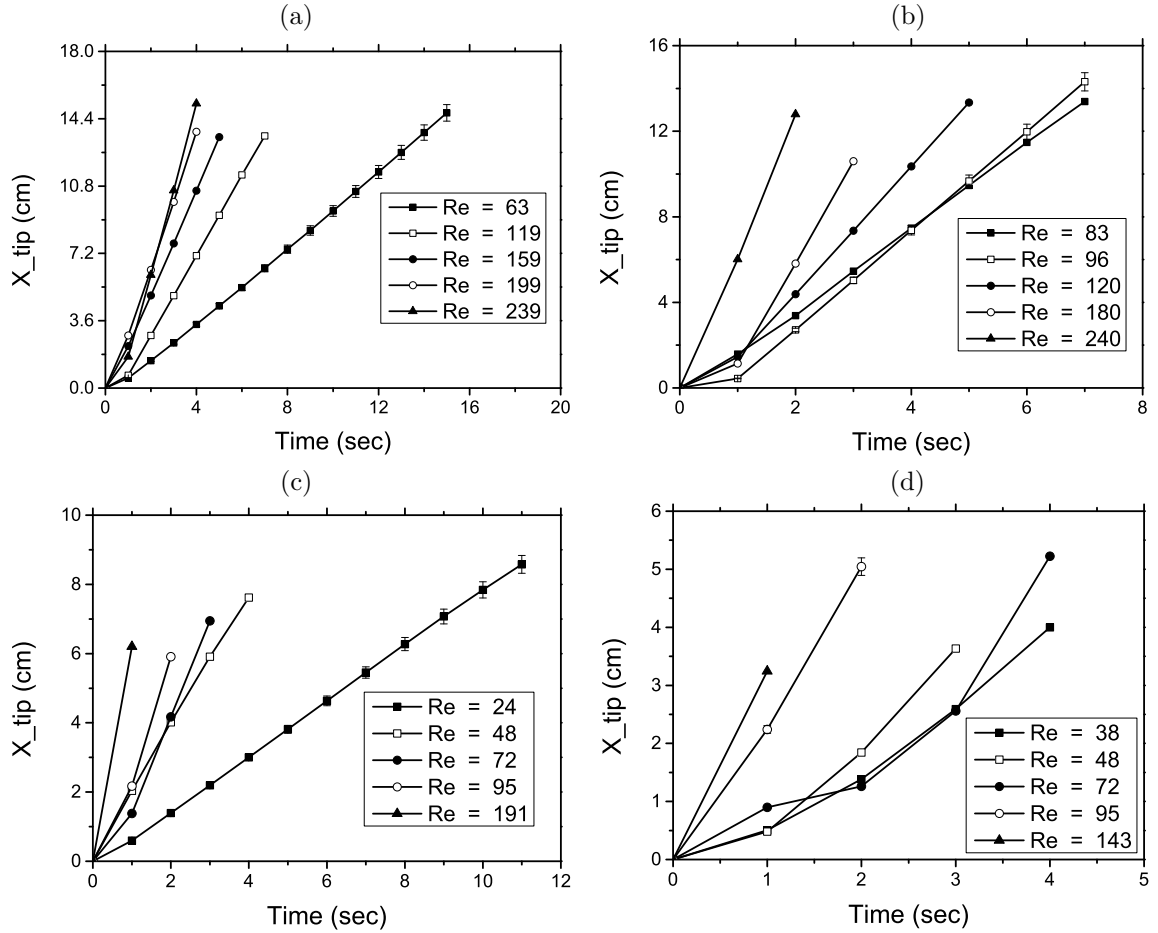 (a)
18.0
14.4
10.8
7.2
3.6
0.0
X_tip (cm)
0 4 8 12 16 20
Time (sec)
Re = 63
Re = 119
Re = 159
Re = 199
Re = 239
(b)
16
12
8
4
0
X_tip (cm)
0 2 4 6 8
Time (sec)
Re = 83
Re = 96
Re = 120
Re = 180
Re = 240
(c)
10
8
6
4
2
0
X_tip (cm)
0 2 4 6 8 10 12
Time (sec)
Re = 24
Re = 48
Re = 72
Re = 95
Re = 191
(d)
6
5
4
3
2
1
0
X_tip (cm)
0 1 2 3 4 5
Time (sec)
Re = 38
Re = 48
Re = 72
Re = 95
Re = 143